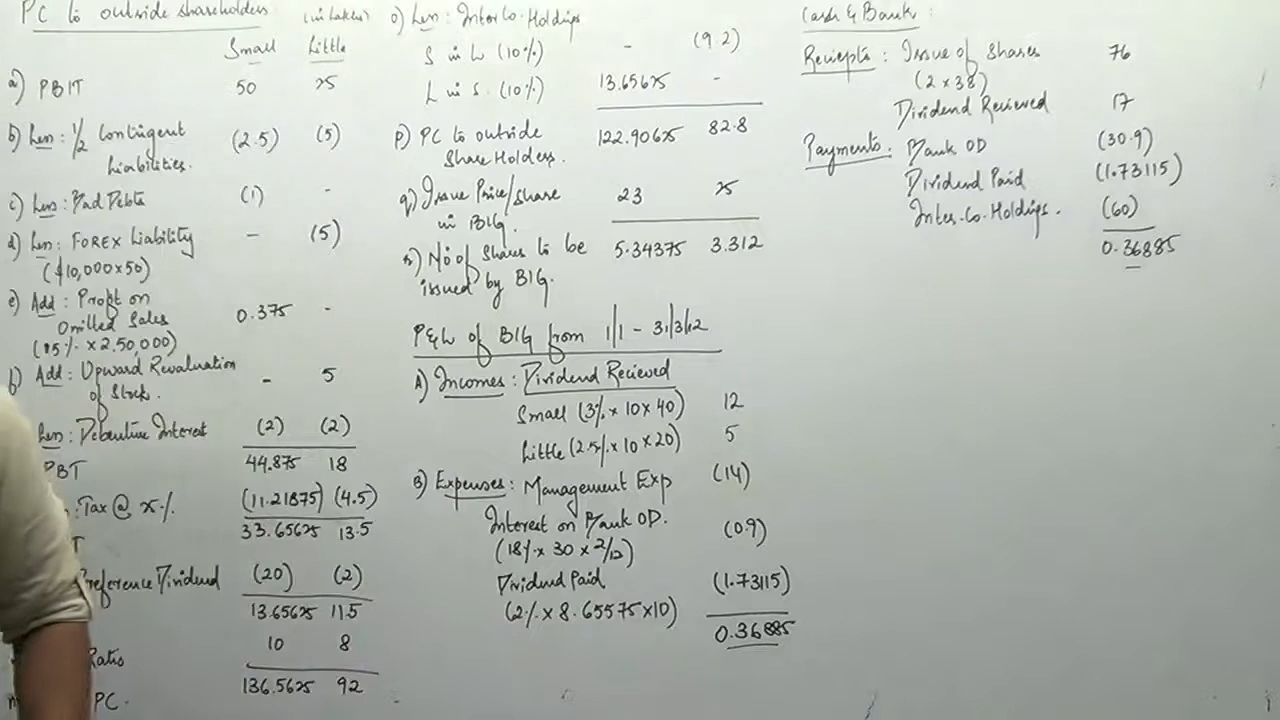 PC to outside shareholders (in Lakhs)
Small Little
a) PBIT 50 25
b) Less: 1/2 Contingent (2.5) (5)
Liabilities.
c) Less: Bad Debts (1) -
d) Less: FOREX Liability - (5)
($10,000x50)
e) Add: Profit on 0.375 -
Omitted Sales
(15% x 2,50,000)
f) Add: Upward Revaluation - 5
of Stock.
Less: Debenture Interest (2) (2)
PBT 44.875 18
: Tax @ 25% (11.21875) (4.5)
T 33.65625 13.5
Preference Dividend (20) (2)
13.65625 11.5
Ratio 10 8
PC. 136.5625 92
o) Less: InterCo. Holdings
S in L (10%) - (9.2)
L in S. (10%) 13.65625 -
p) PC to outside 122.90625 82.8
Share Holders.
q) Issue Price/Share 23 25
in BIG.
r) No of Shares to be 5.34375 3.312
issued by BIG.
P&L of BIG from 1/1 - 31/3/12
A) Incomes: Dividend Recieved
Small (3% x 10 x 40) 12
Little (2.5% x 10 x 20) 5
B) Expenses: Management Exp (14)
Interest on Bank OD. (0.9)
(18% x 30 x 2/12)
Dividend Paid (1.73115)
(2% x 8.65575 x 10)
0.36885
Cash & Bank:
Reciepts: Issue of Shares 76
(2 x 38)
Dividend Recieved 17
Payments: Bank OD (30.9)
Dividend Paid (1.73115)
Inter-Co. Holdings. (60)
0.36885